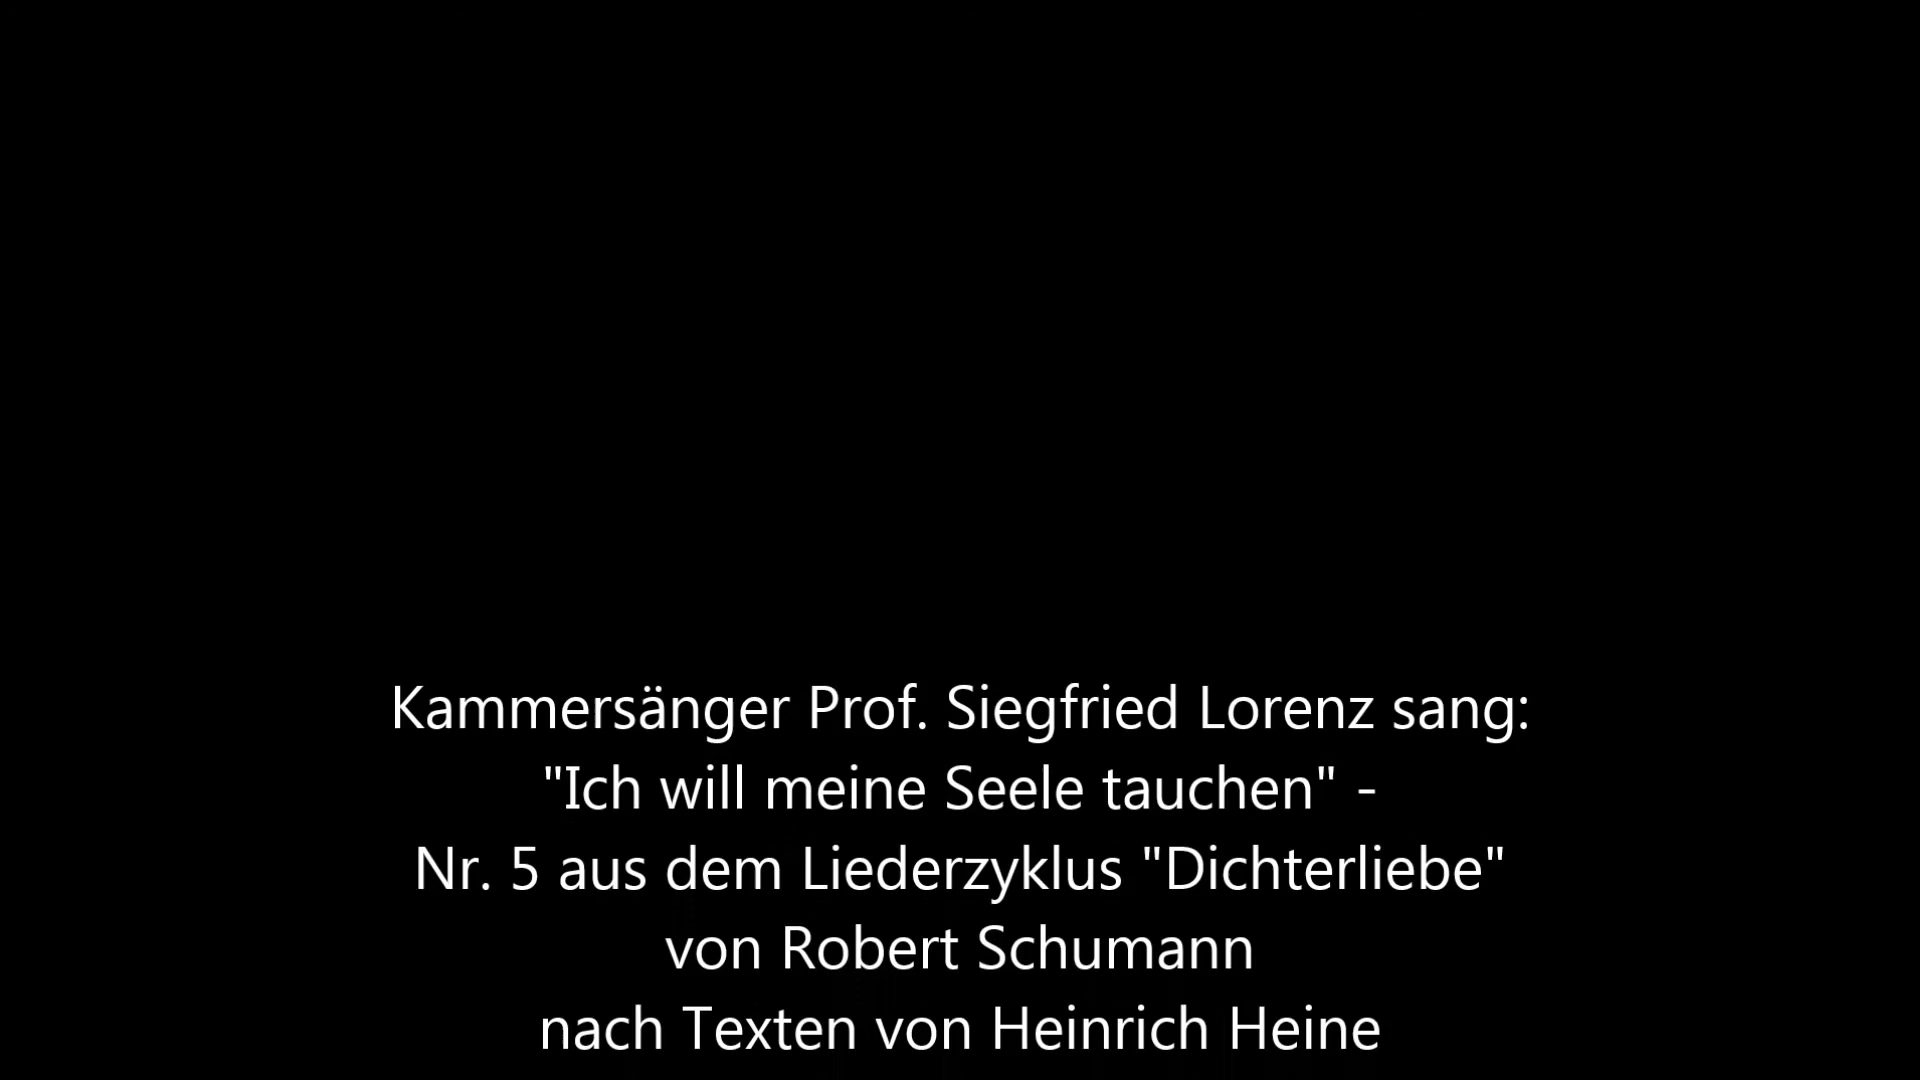 Kammersänger Prof. Siegfried Lorenz sang:
"Ich will meine Seele tauchen" -
Nr. 5 aus dem Liederzyklus "Dichterliebe"
von Robert Schumann
nach Texten von Heinrich Heine